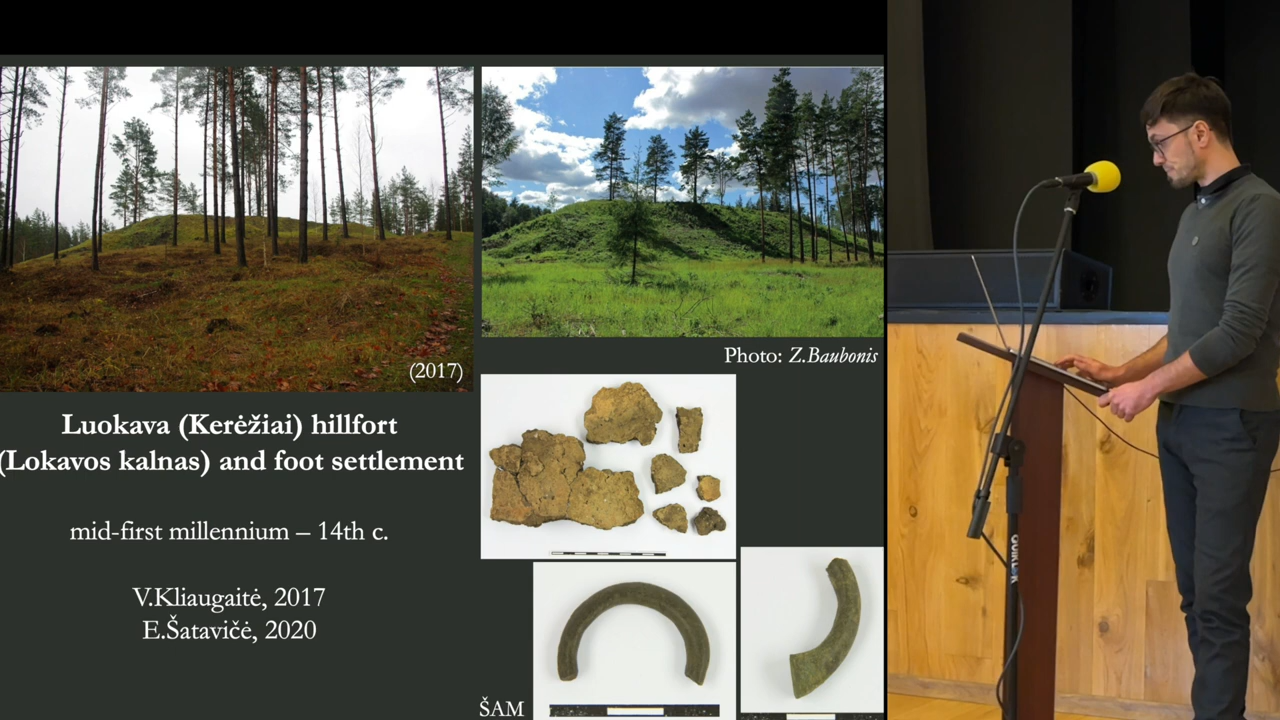 (2017)
Photo: Z.Baubonis
Luokava (Kerėžiai) hillfort
(Lokavos kalnas) and foot settlement
mid-first millennium – 14th c.
V.Kliaugaitė, 2017
E.Šatavičė, 2020
ŠAM
QUIKLOK